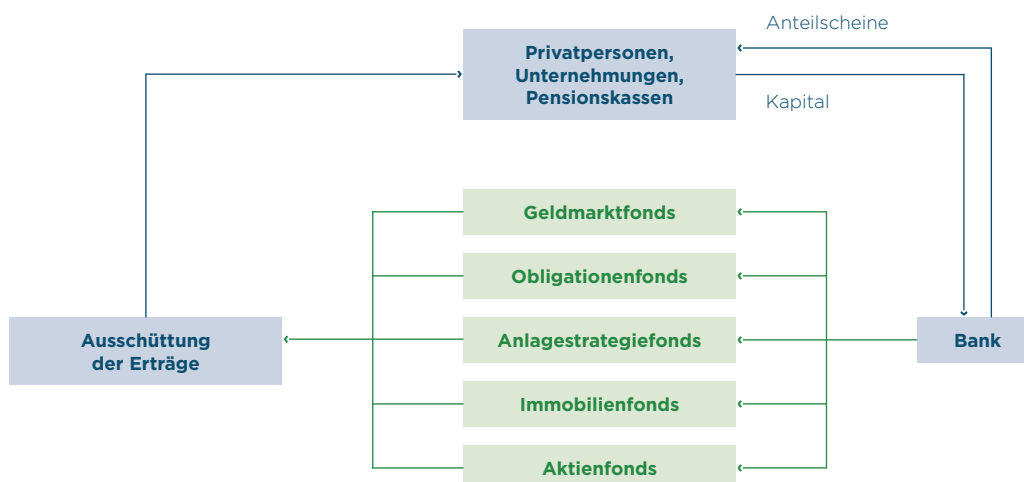 Anteilscheine
Privatpersonen,
Unternehmungen,
Pensionskassen
Kapital
Geldmarktfonds
Obligationenfonds
Ausschüttung
der Erträge
Anlagestrategiefonds
Bank
Immobilienfonds
Aktienfonds